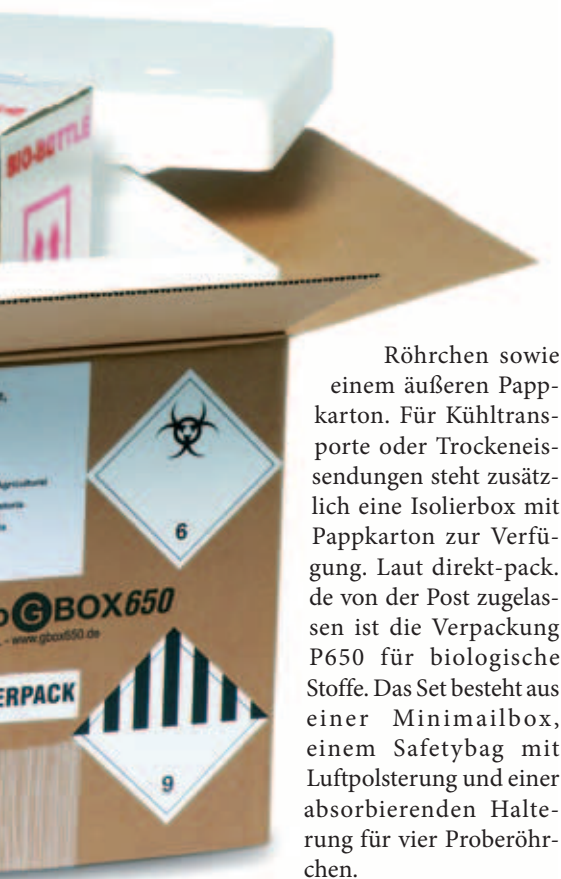 BIO-BOTTLE
Röhrchen sowie
einem äußeren Papp-
karton. Für Kühltrans-
porte oder Trockeneis-
sendungen steht zusätz-
lich eine Isolierbox mit
Pappkarton zur Verfü-
gung. Laut direkt-pack.
de von der Post zugelas-
sen ist die Verpackung
P650 für biologische
Stoffe. Das Set besteht aus
einer Minimailbox,
einem Safetybag mit
Luftpolsterung und einer
absorbierenden Halte-
rung für vier Proberöhr-
chen.
Agricultural
6
GBOX650
- www.gbox650.de
ERPACK
9